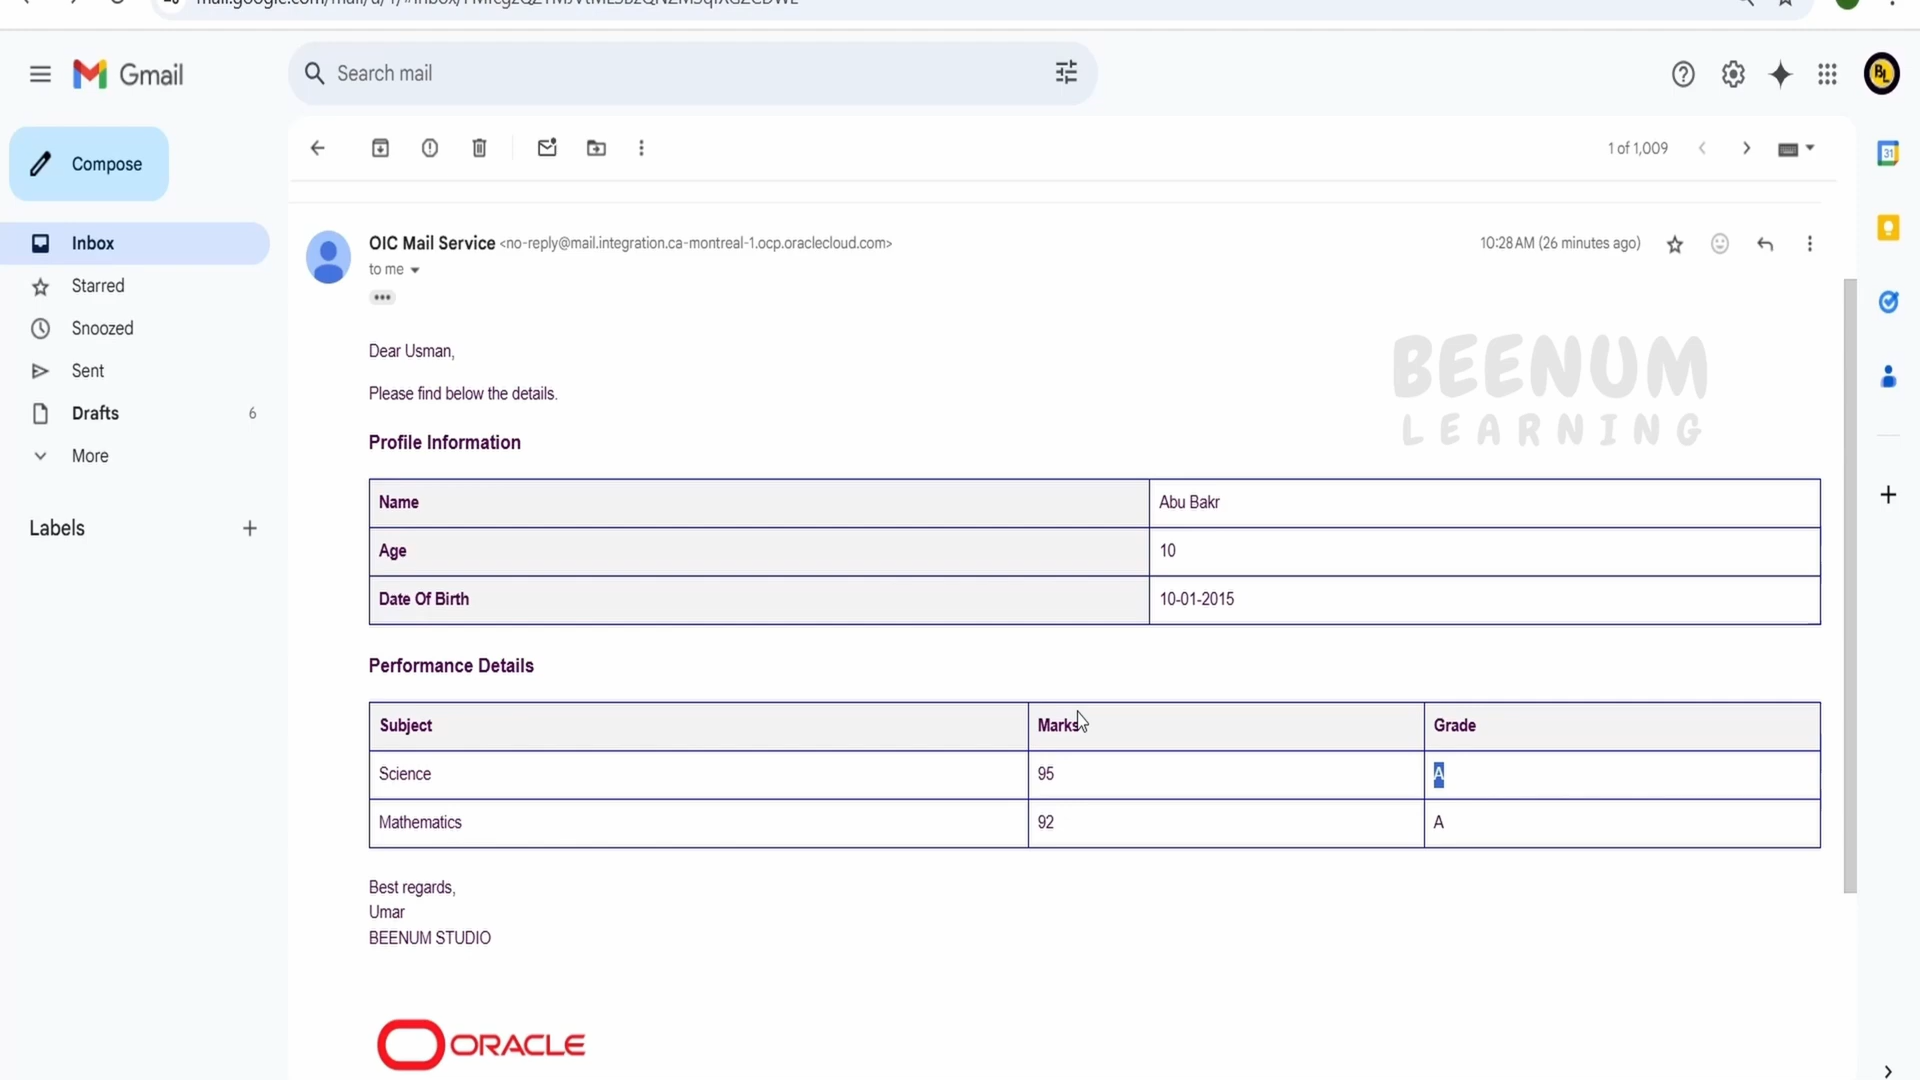 Gmail
Search mail
Compose
1 of 1,009
Inbox
Starred
Snoozed
Sent
Drafts 6
More
Labels
OIC Mail Service <no-reply@mail.integration.ca-montreal-1.ocp.oraclecloud.com>
10:28 AM (26 minutes ago)
to me
Dear Usman,
Please find below the details.
BEENUM
LEARNING
Profile Information
Name Abu Bakr
Age 10
Date Of Birth 10-01-2015
Performance Details
Subject Marks Grade
Science 95 A
Mathematics 92 A
Best regards,
Umar
BEENUM STUDIO
ORACLE
BL
31